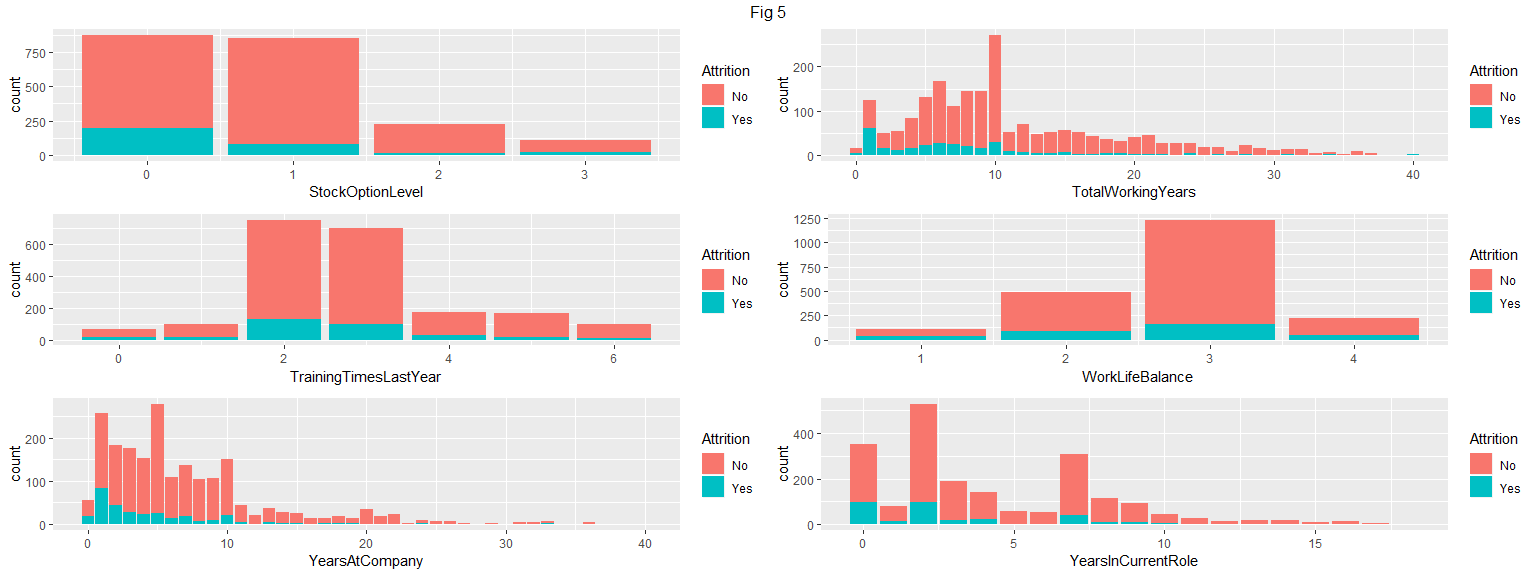 Fig 5
count
750
500
250
0
0 1 2 3
StockOptionLevel
Attrition
No
Yes
count
200
100
0
0 10 20 30 40
TotalWorkingYears
Attrition
No
Yes
count
600
400
200
0
0 2 4 6
TrainingTimesLastYear
Attrition
No
Yes
count
1250
1000
750
500
250
0
1 2 3 4
WorkLifeBalance
Attrition
No
Yes
count
200
100
0
0 10 20 30 40
YearsAtCompany
Attrition
No
Yes
count
400
200
0
0 5 10 15
YearsInCurrentRole
Attrition
No
Yes